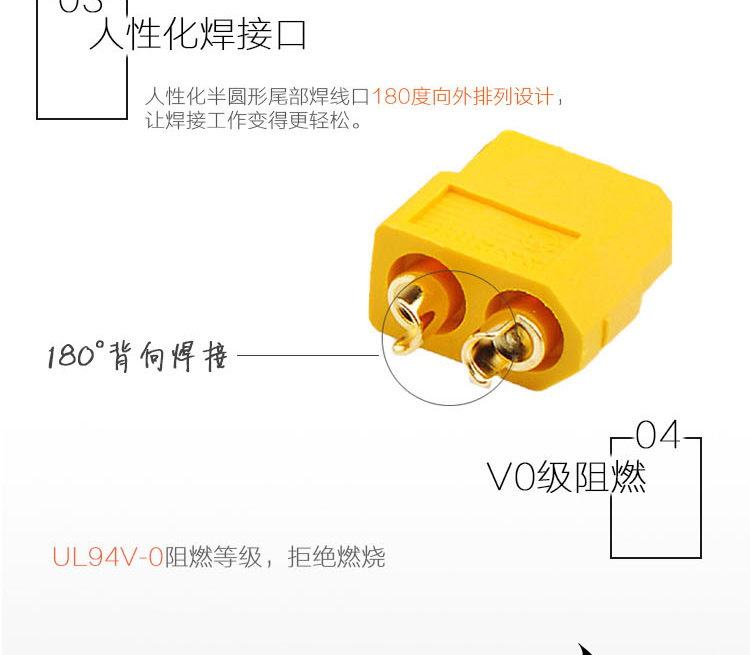 03
人性化焊接口
人性化半圆形尾部焊线口180度向外排列设计，
让焊接工作变得更轻松。
180°背向焊接
04
V0级阻燃
UL94V-0阻燃等级，拒绝燃烧